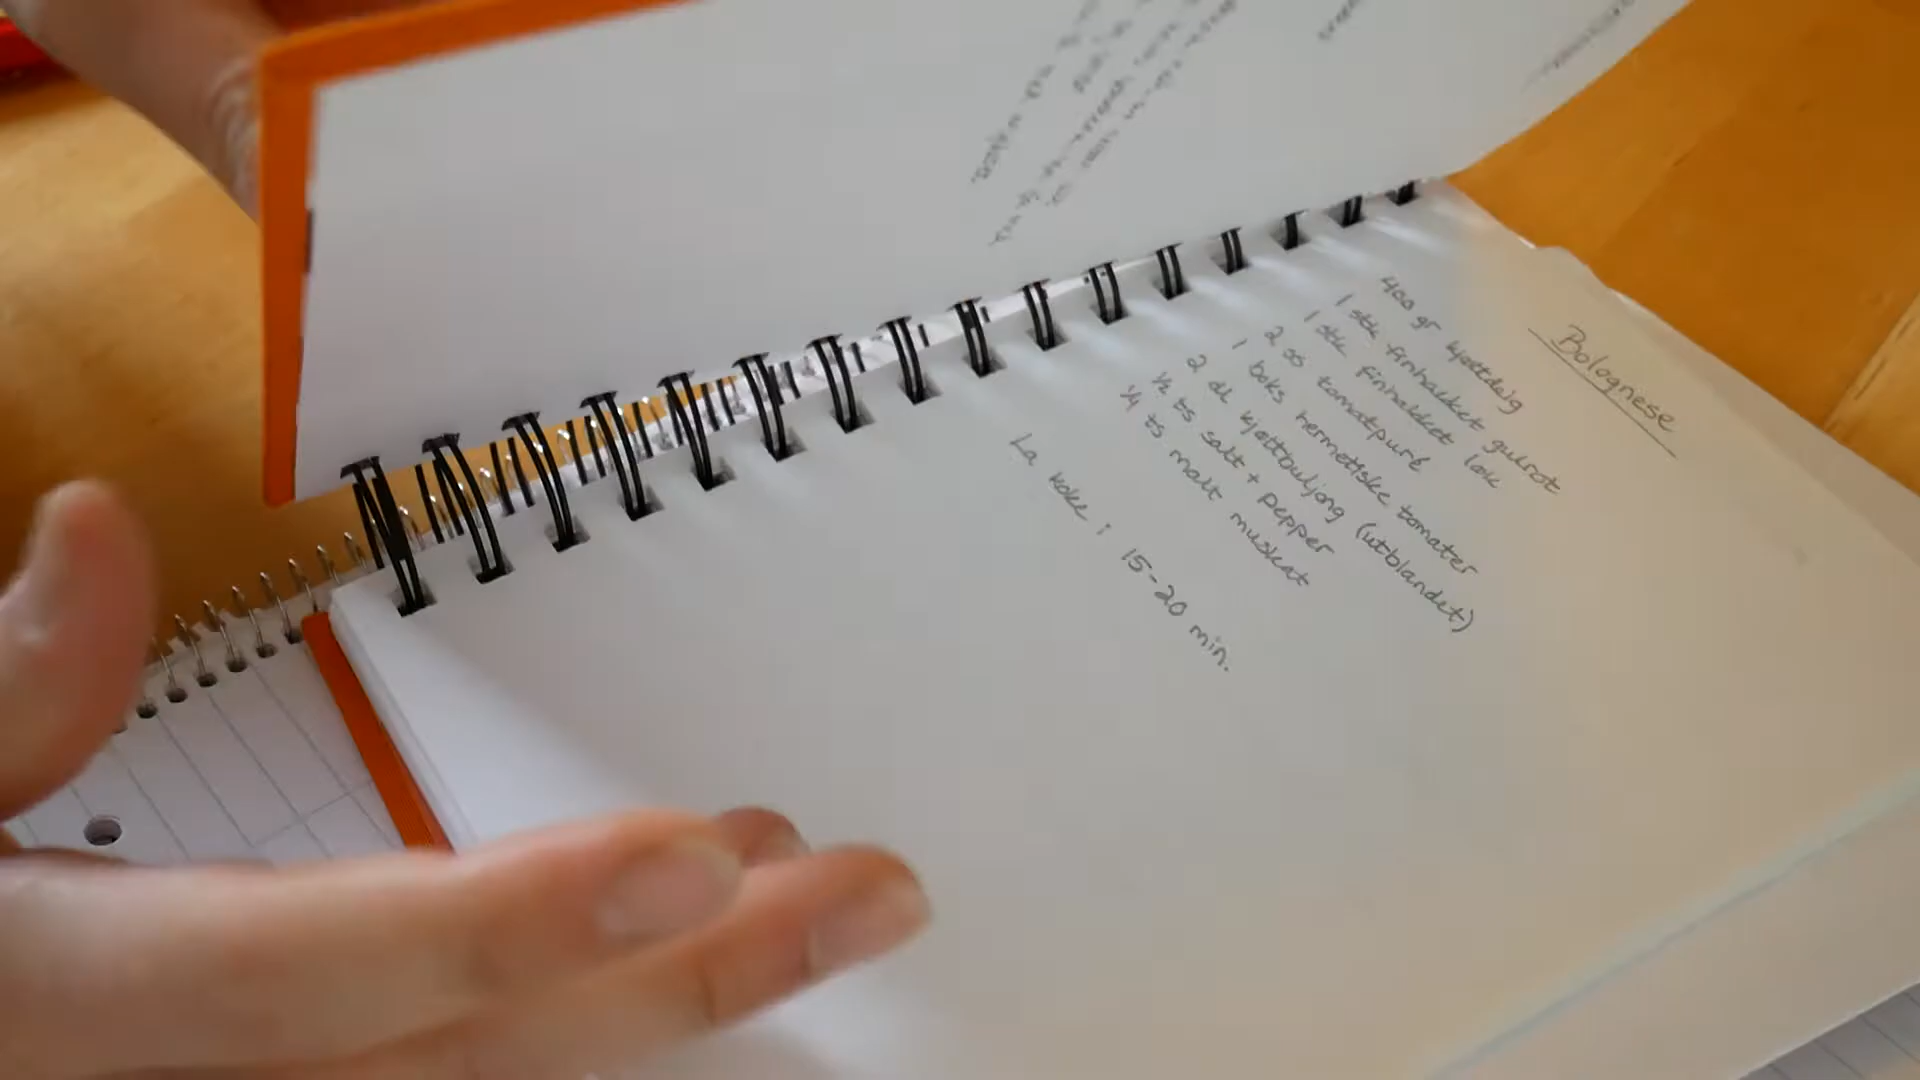 Bolognese
400 gr kjøttdeig
1 stk finhakket gulrot
1 stk finhakket løk
2 ss tomatpuré
1 boks hermetiske tomater
2 dl kjøttbuljong (utblandet)
1/2 ts salt + pepper
1/4 ts malt muskat
La koke i 15-20 min.